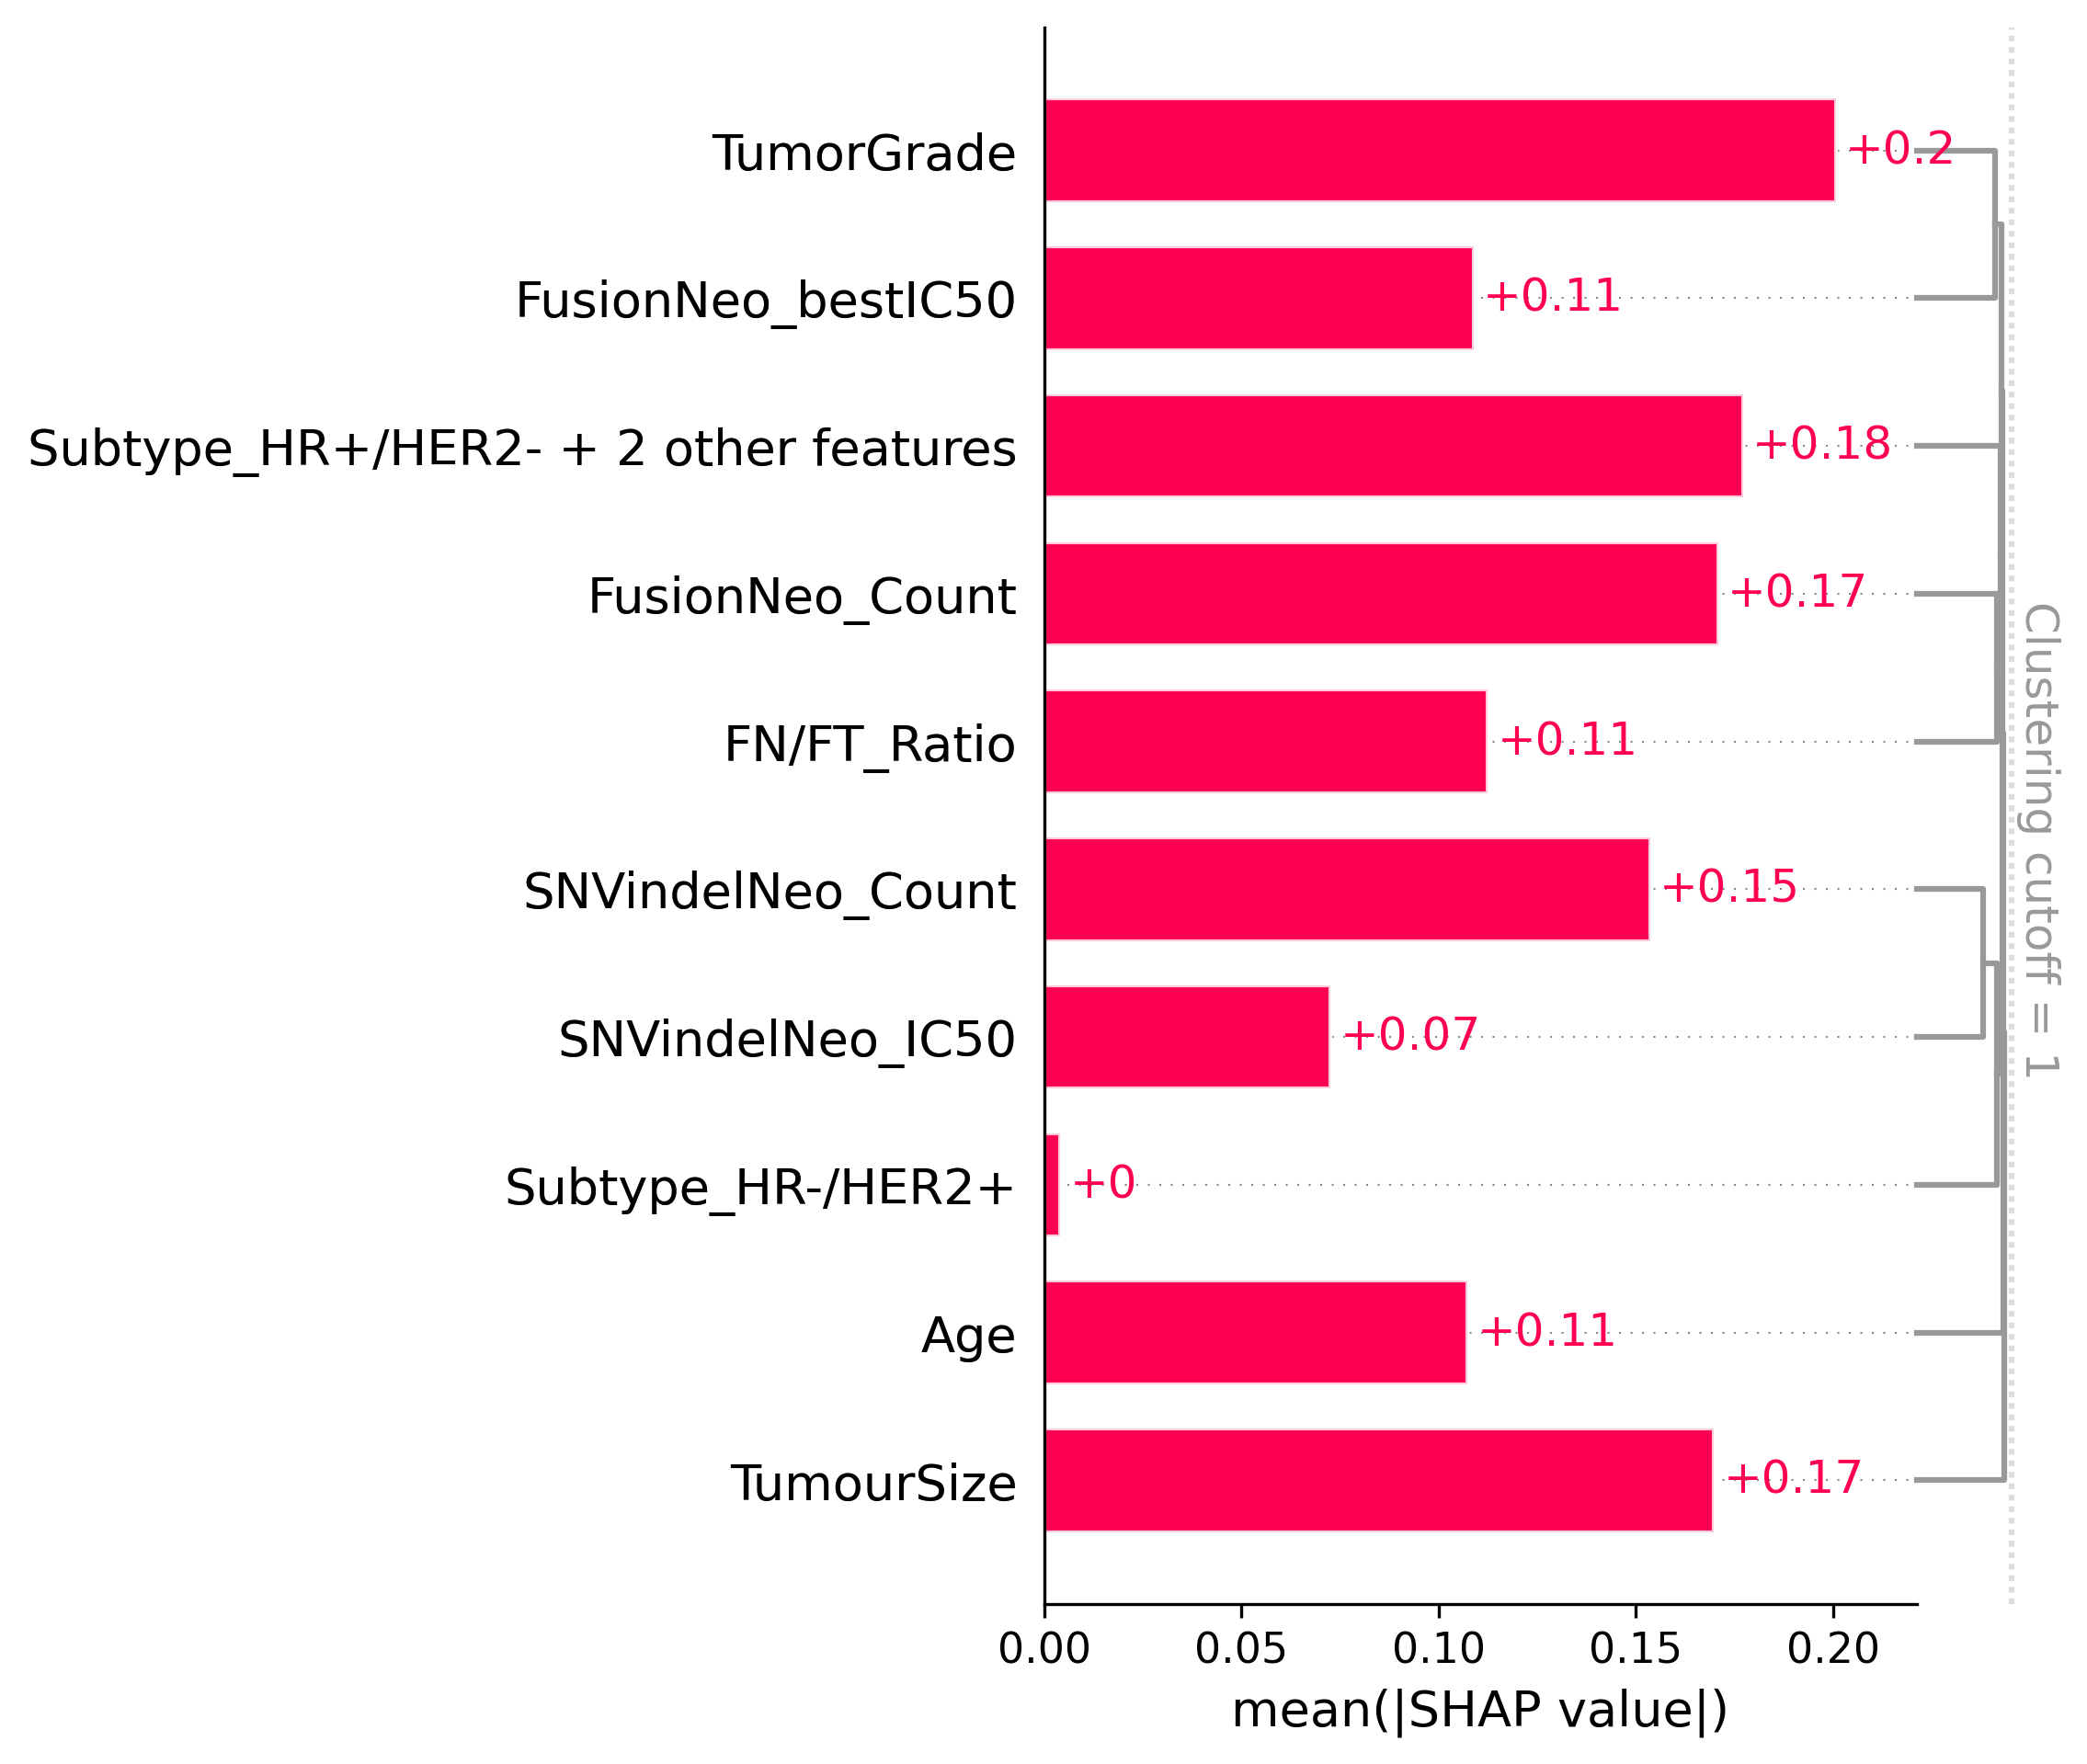 TumorGrade +0.2
FusionNeo_bestIC50 +0.11
Subtype_HR+/HER2- + 2 other features +0.18
FusionNeo_Count +0.17
FN/FT_Ratio +0.11
SNVindelNeo_Count +0.15
SNVindelNeo_IC50 +0.07
Subtype_HR-/HER2+ +0
Age +0.11
TumourSize +0.17
Clustering cutoff = 1
0.00 0.05 0.10 0.15 0.20
mean(|SHAP value|)